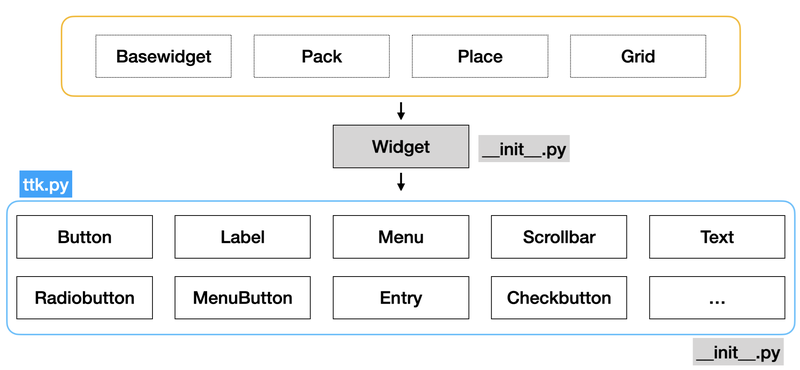 Basewidget Pack Place Grid
Widget __init__.py
ttk.py
Button Label Menu Scrollbar Text
Radiobutton MenuButton Entry Checkbutton ...
__init__.py